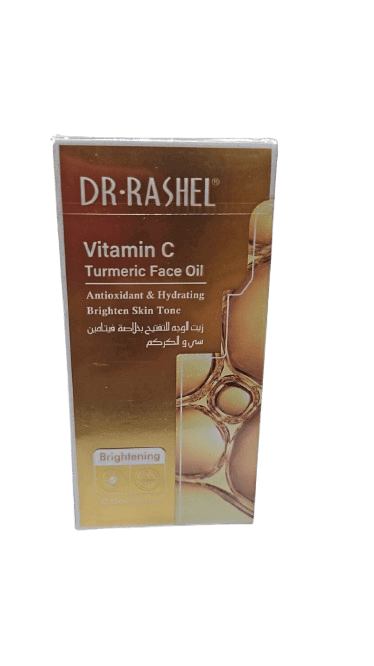 DR·RASHEL®
Vitamin C
Turmeric Face Oil
Antioxidant & Hydrating
Brighten Skin Tone
زيت الوجه للتفتيح بخلاصة فيتامين
سي و الكركم
Brightening